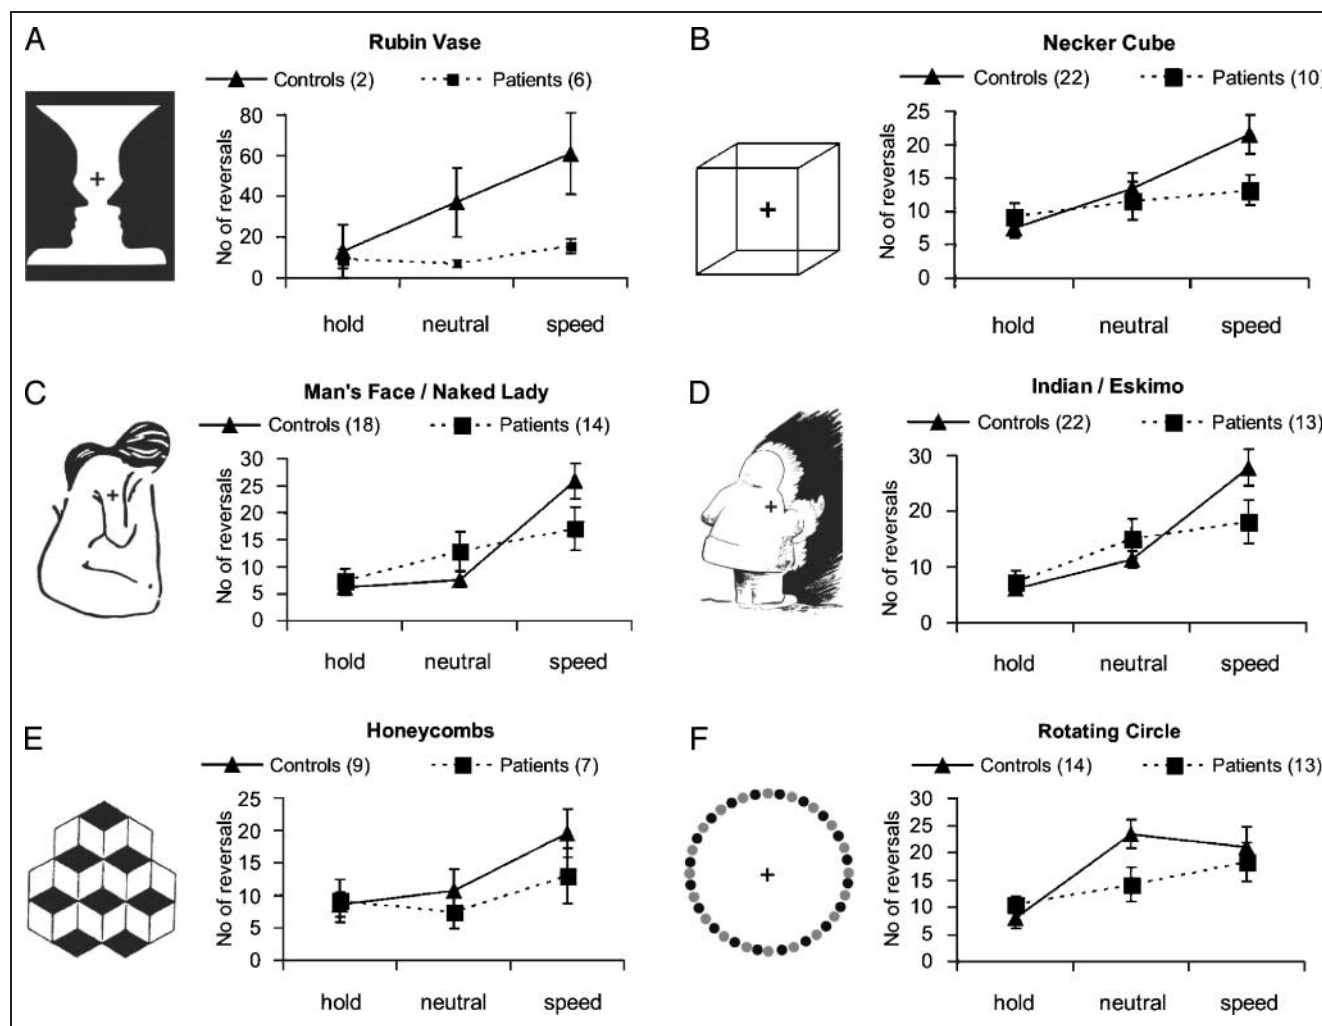 A
Rubin Vase
Controls (2) Patients (6)
No of reversals
80
60
40
20
0
hold neutral speed
B
Necker Cube
Controls (22) Patients (10)
No of reversals
25
20
15
10
5
0
hold neutral speed
C
Man's Face / Naked Lady
Controls (18) Patients (14)
No of reversals
30
25
20
15
10
5
0
hold neutral speed
D
Indian / Eskimo
Controls (22) Patients (13)
No of reversals
30
20
10
0
hold neutral speed
E
Honeycombs
Controls (9) Patients (7)
No of reversals
25
20
15
10
5
0
hold neutral speed
F
Rotating Circle
Controls (14) Patients (13)
No of reversals
30
25
20
15
10
5
0
hold neutral speed